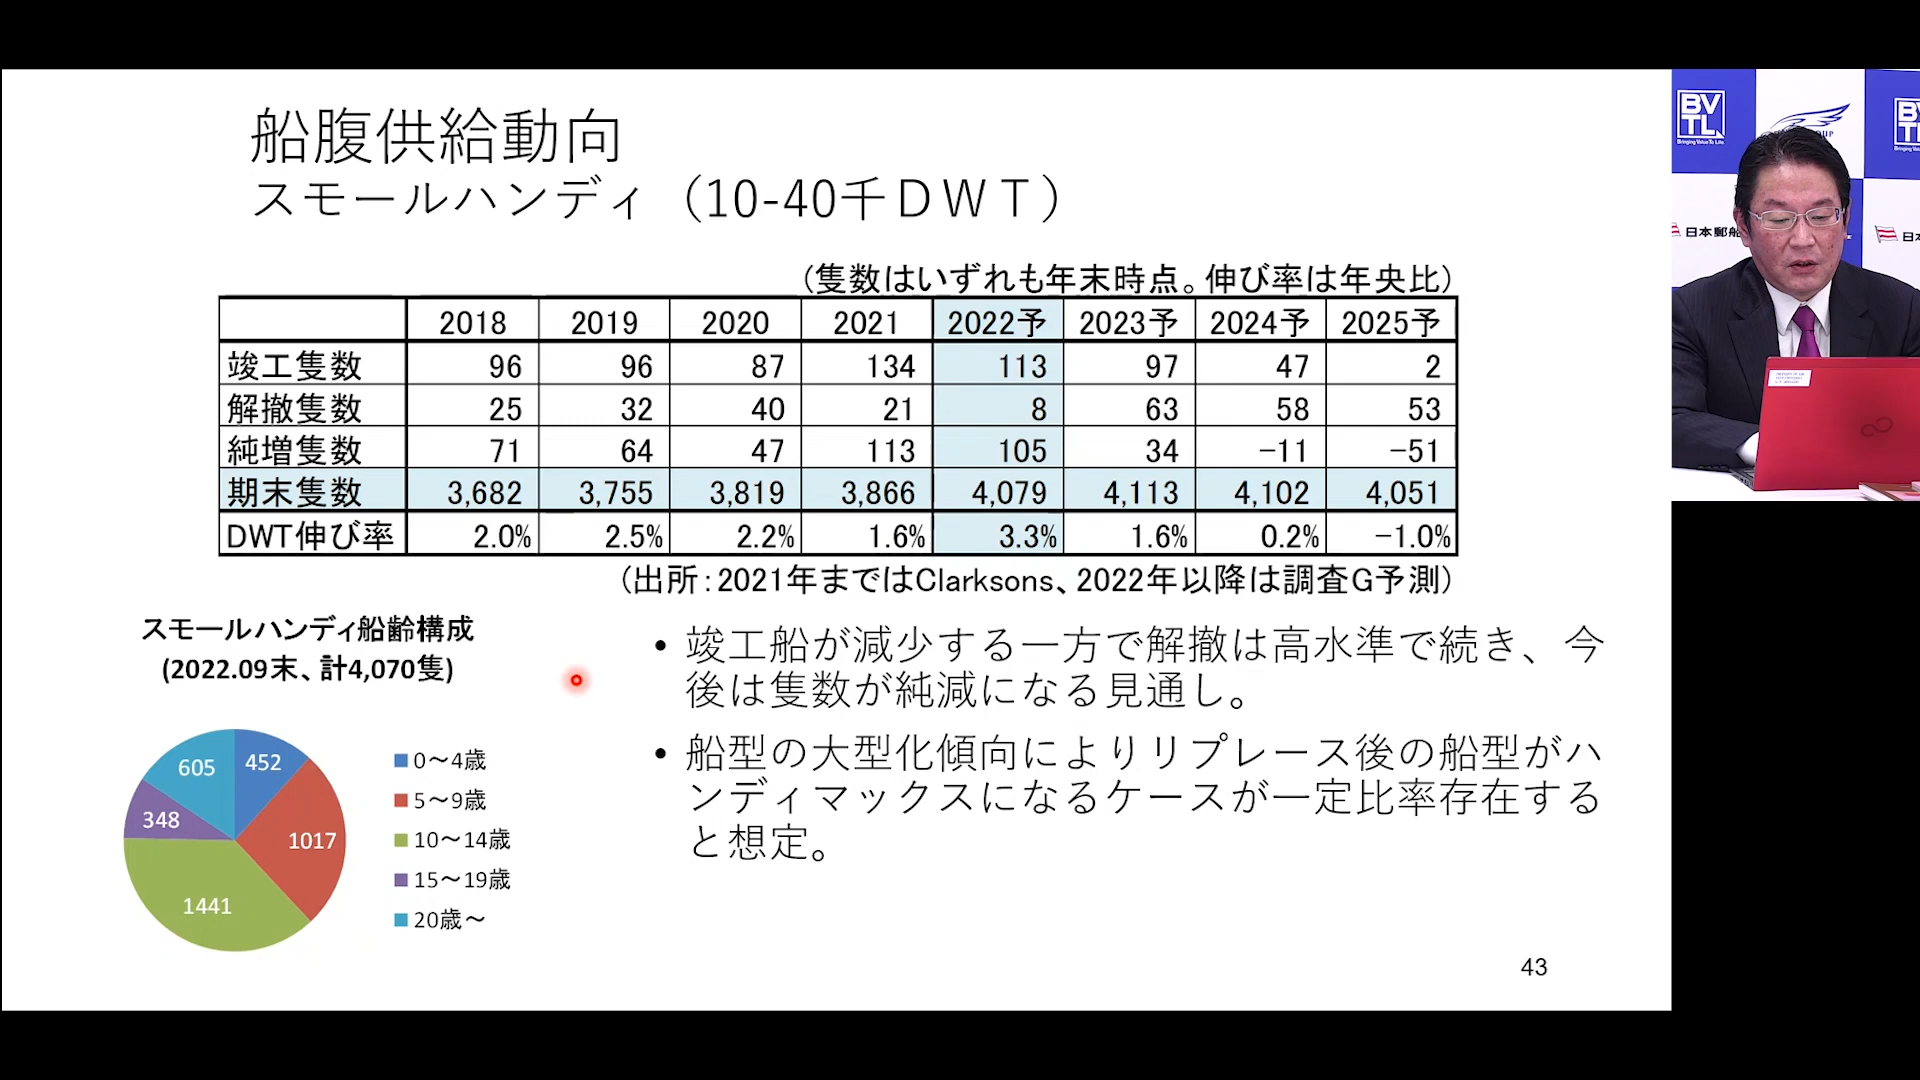 船腹供給動向
スモールハンディ（10-40千ＤＷＴ）
(隻数はいずれも年末時点。伸び率は年央比)
2018 2019 2020 2021 2022予 2023予 2024予 2025予
竣工隻数 96 96 87 134 113 97 47 2
解撤隻数 25 32 40 21 8 63 58 53
純増隻数 71 64 47 113 105 34 −11 −51
期末隻数 3,682 3,755 3,819 3,866 4,079 4,113 4,102 4,051
DWT伸び率 2.0% 2.5% 2.2% 1.6% 3.3% 1.6% 0.2% −1.0%
(出所：2021年まではClarksons、2022年以降は調査G予測)
スモールハンディ船齢構成
(2022.09末、計4,070隻)
452
1017
1441
348
605
0～4歳
5～9歳
10～14歳
15～19歳
20歳～
• 竣工船が減少する一方で解撤は高水準で続き、今
後は隻数が純減になる見通し。
• 船型の大型化傾向によりリプレース後の船型がハ
ンディマックスになるケースが一定比率存在する
と想定。
43
BV
TL
Bringing Value To Life
日本郵船